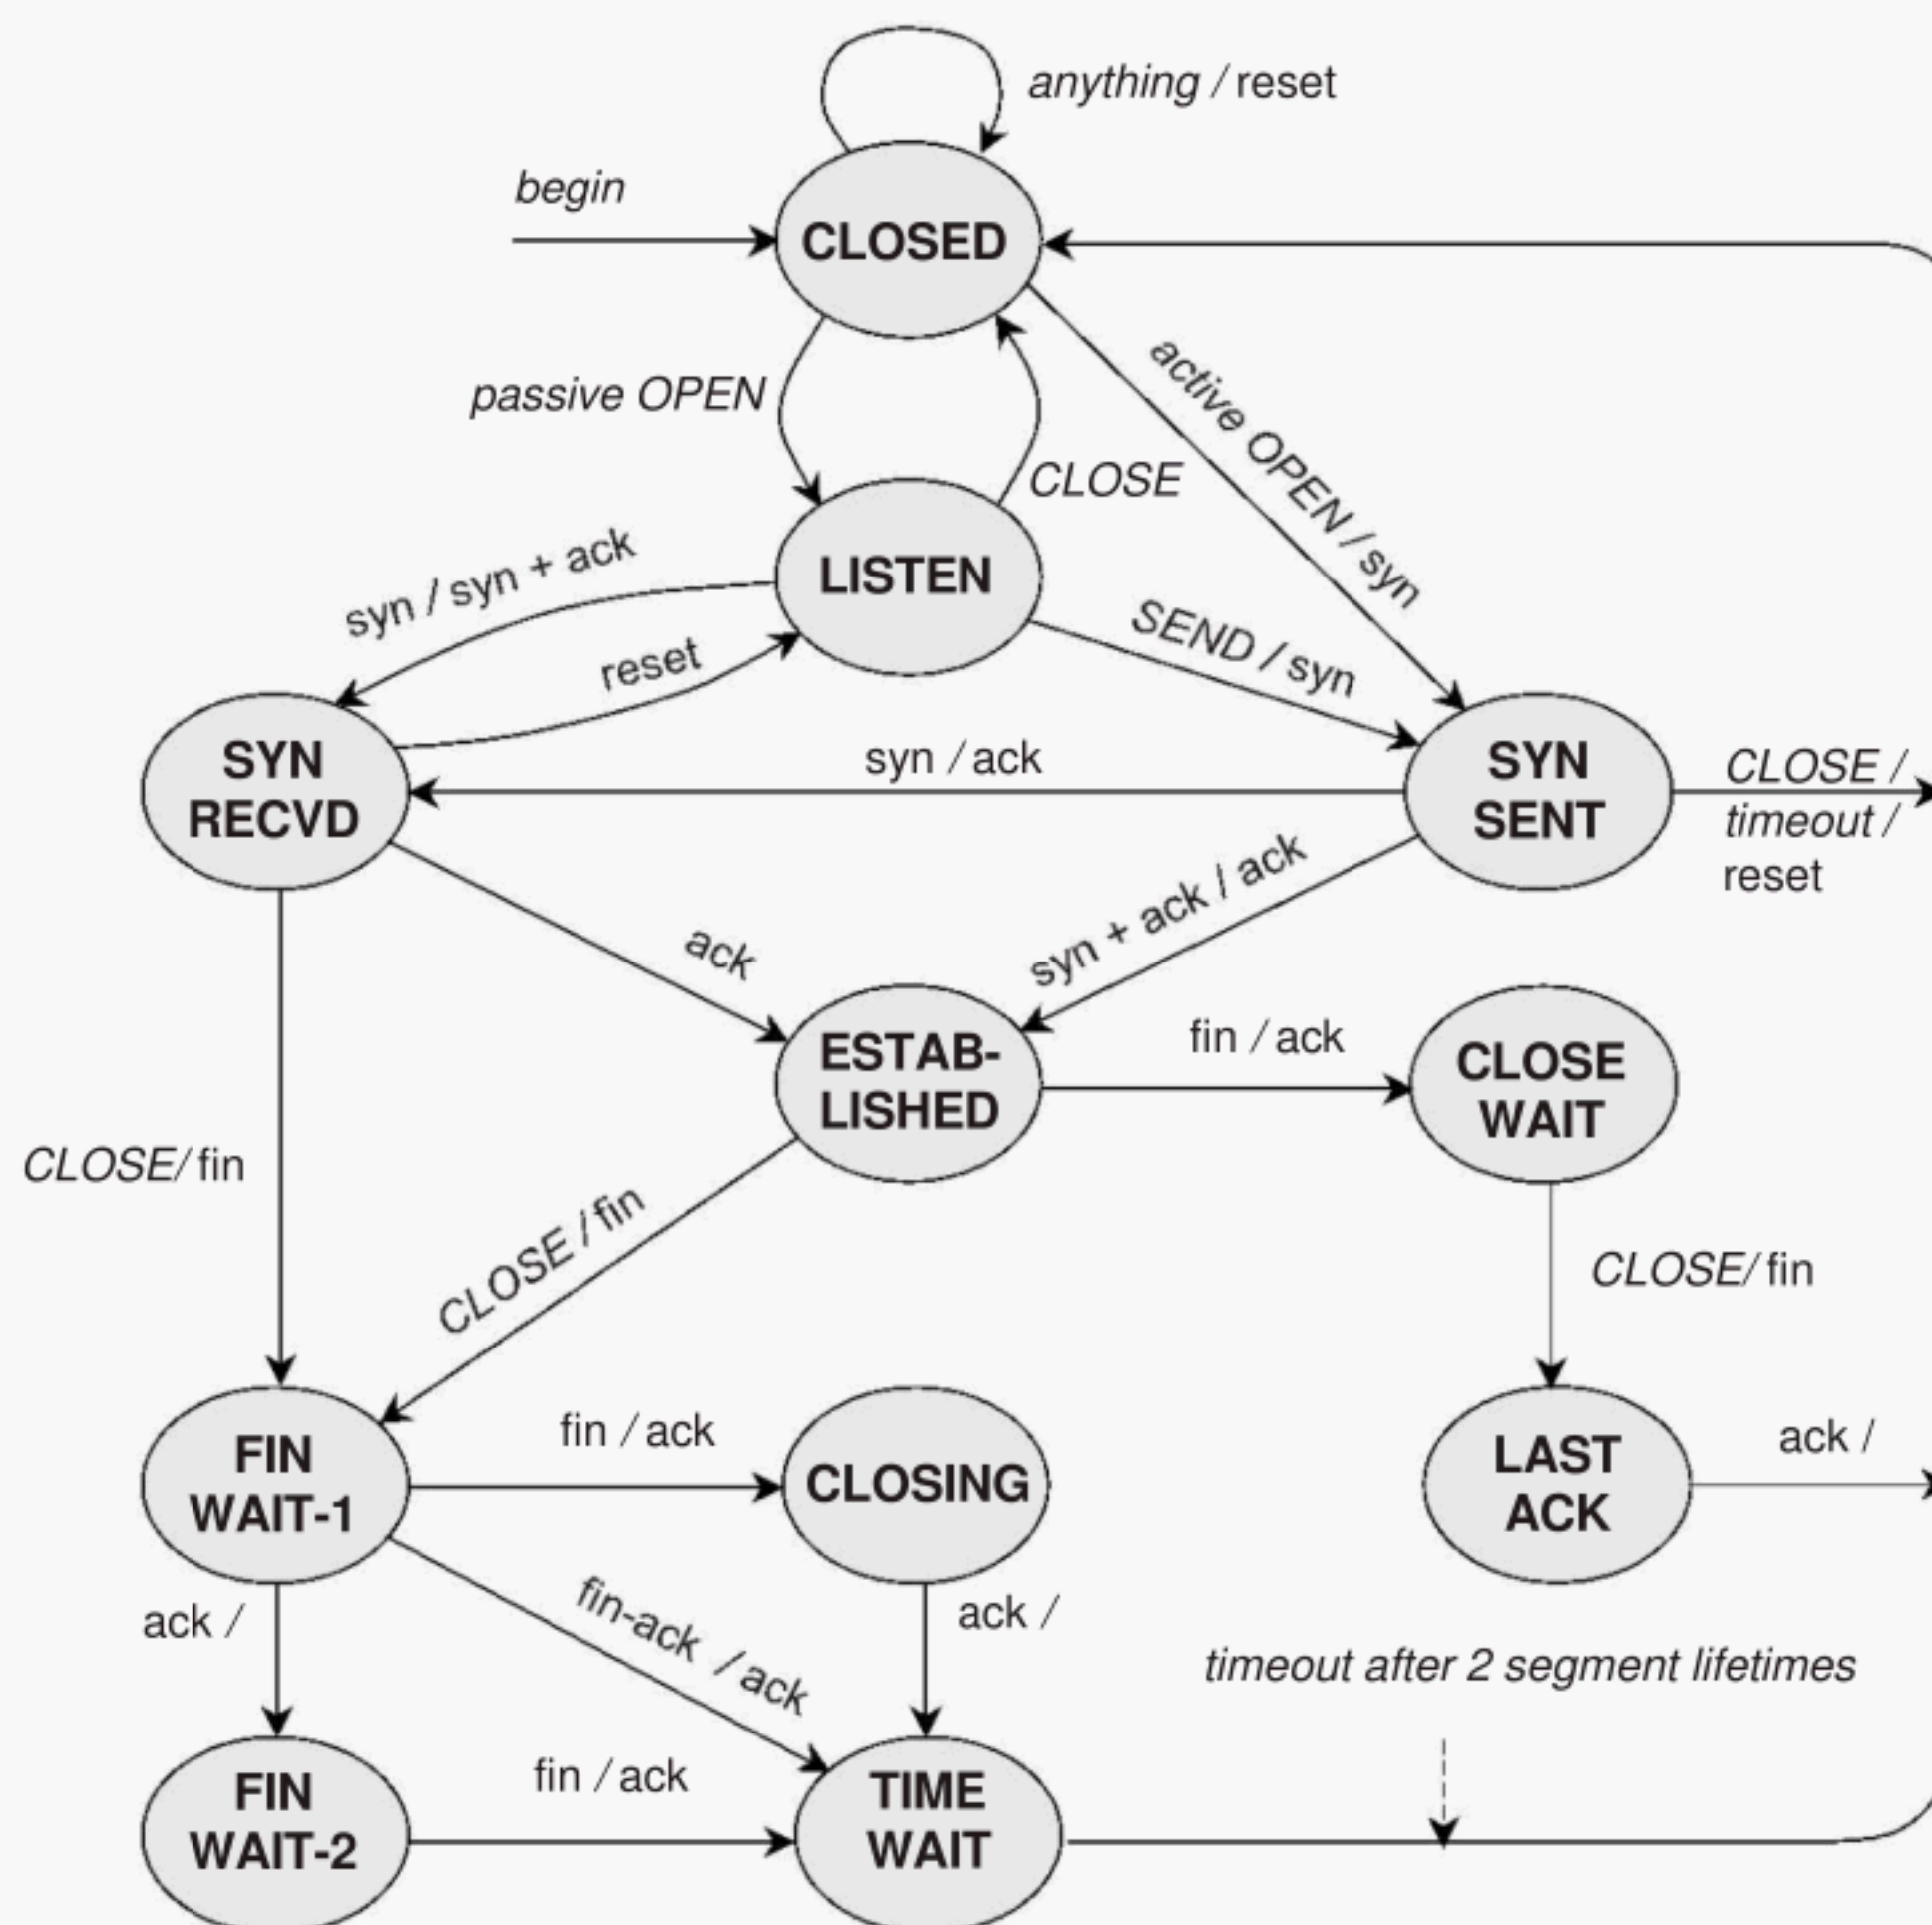 anything / reset
begin
CLOSED
passive OPEN
active OPEN / syn
CLOSE
LISTEN
syn / syn + ack
SEND / syn
reset
SYN
RECVD
syn / ack
SYN
SENT
CLOSE /
timeout /
reset
ack
syn + ack / ack
ESTAB-
LISHED
fin / ack
CLOSE
WAIT
CLOSE/ fin
CLOSE / fin
CLOSE/ fin
FIN
WAIT-1
fin / ack
CLOSING
LAST
ACK
ack /
ack /
fin-ack / ack
ack /
timeout after 2 segment lifetimes
FIN
WAIT-2
fin / ack
TIME
WAIT